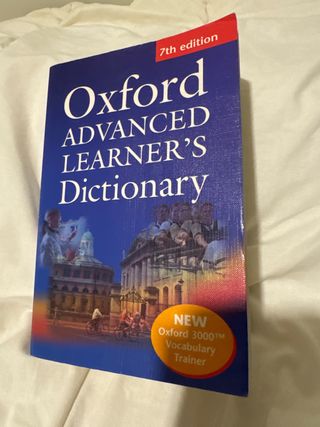 7th edition
Oxford
ADVANCED
LEARNER'S
Dictionary
NEW
Oxford 3000™
Vocabulary
Trainer